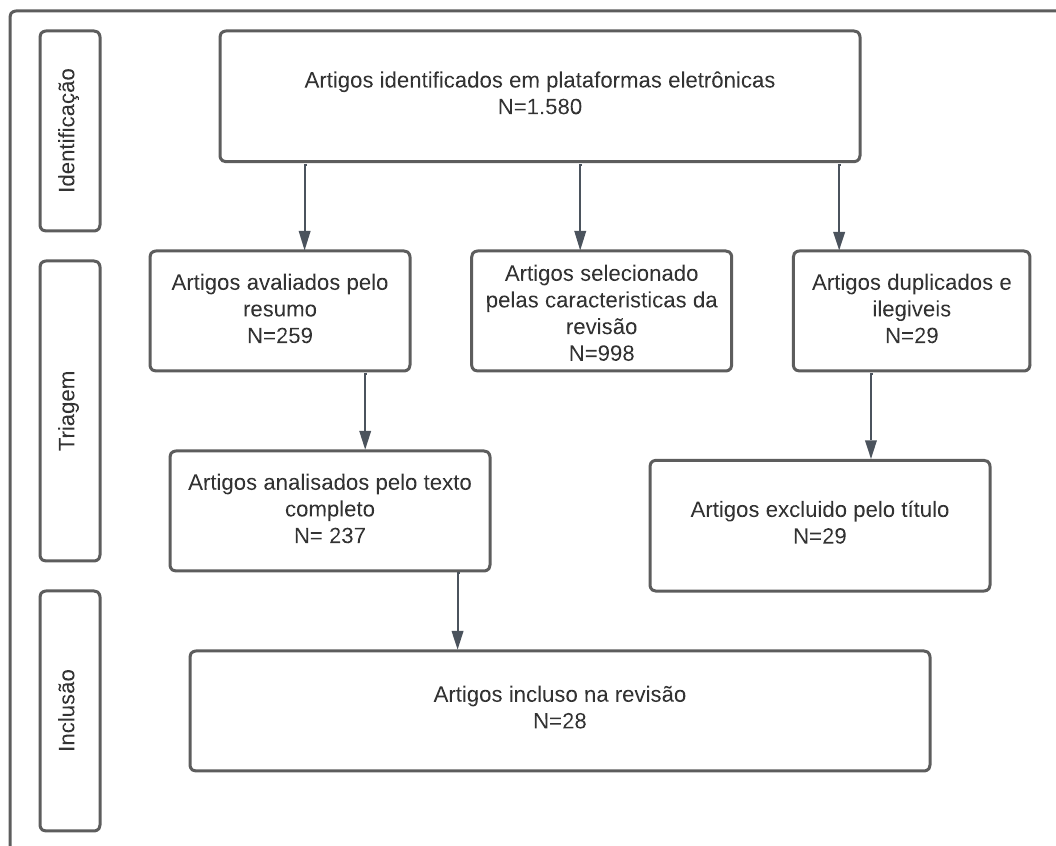 Identificação
Artigos identificados em plataformas eletrônicas
N=1.580
Triagem
Artigos avaliados pelo
resumo
N=259
Artigos selecionado
pelas caracteristicas da
revisão
N=998
Artigos duplicados e
ilegiveis
N=29
Artigos analisados pelo texto
completo
N= 237
Artigos excluido pelo título
N=29
Inclusão
Artigos incluso na revisão
N=28